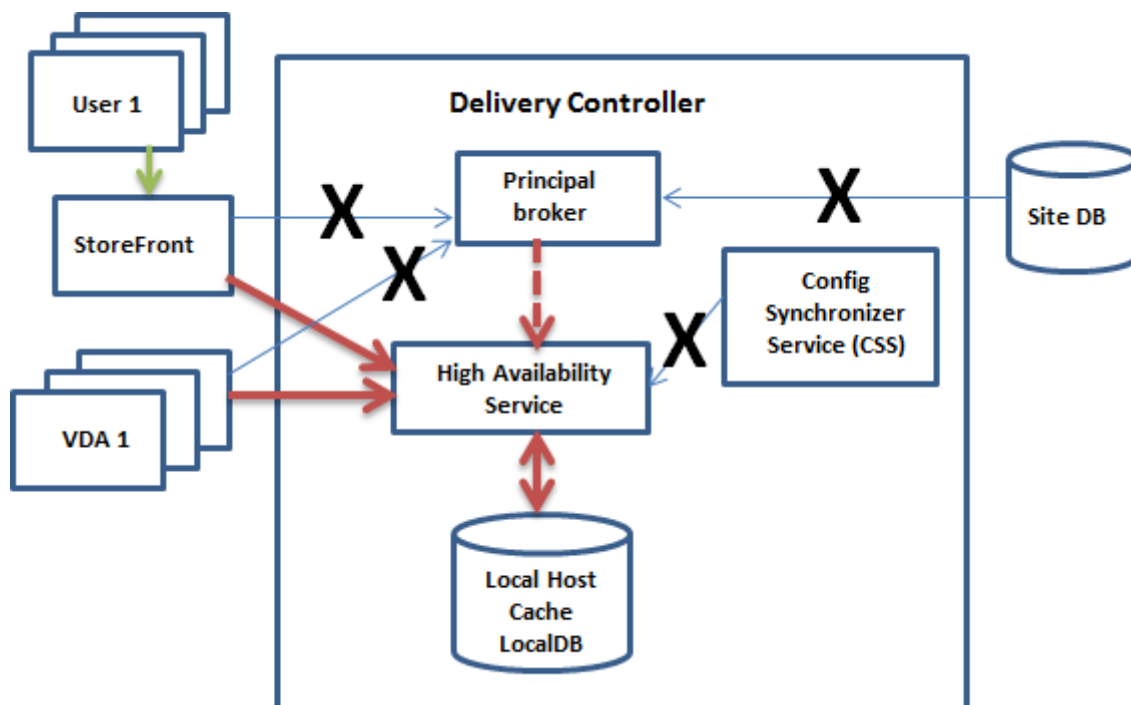 User 1
Delivery Controller
Principal
broker
X
X
Site DB
StoreFront
X
Config
Synchronizer
Service (CSS)
X
High Availability
Service
VDA 1
Local Host
Cache
LocalDB